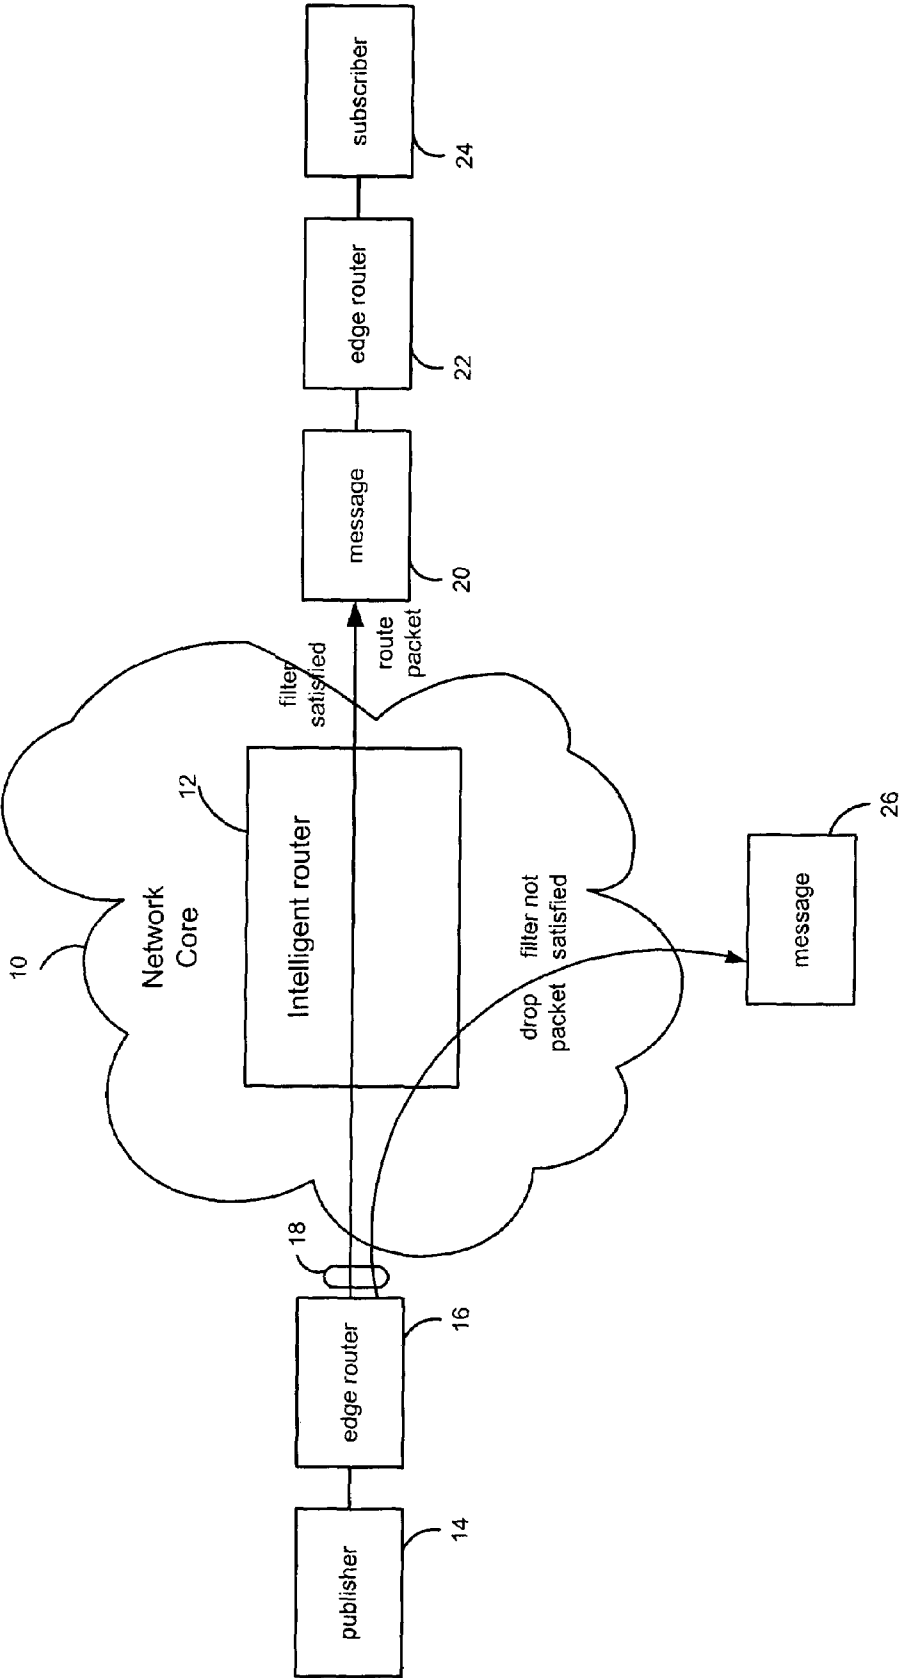 10
Network
Core
12
Intelligent router
filter
satisfied
route
packet
publisher
14
edge router
16
18
message
20
edge router
22
subscriber
24
drop
packet
filter not
satisfied
message
26